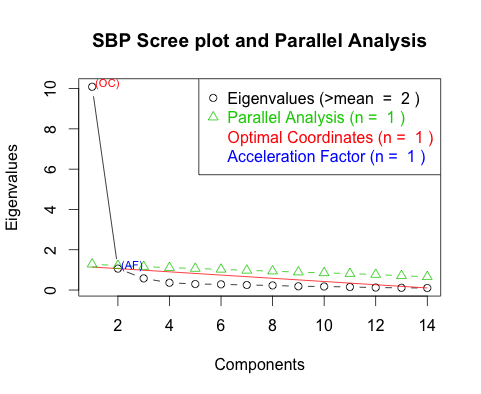 SBP Scree plot and Parallel Analysis
(OC)
Eigenvalues (>mean  =  2 )
Parallel Analysis (n =  1 )
Optimal Coordinates (n =  1 )
Acceleration Factor (n =  1 )
(AF)
Eigenvalues
10
8
6
4
2
0
2 4 6 8 10 12 14
Components